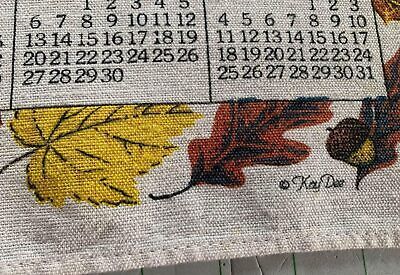 1 2 3 4 5
6 7 8 9 10 11 12
13 14 15 16 17 18 19
20 21 22 23 24 25 26
27 28 29 30
1 2 3
4 5 6 7 8 9 10
11 12 13 14 15 16 17
18 19 20 21 22 23 24
25 26 27 28 29 30 31
© Kay Dee